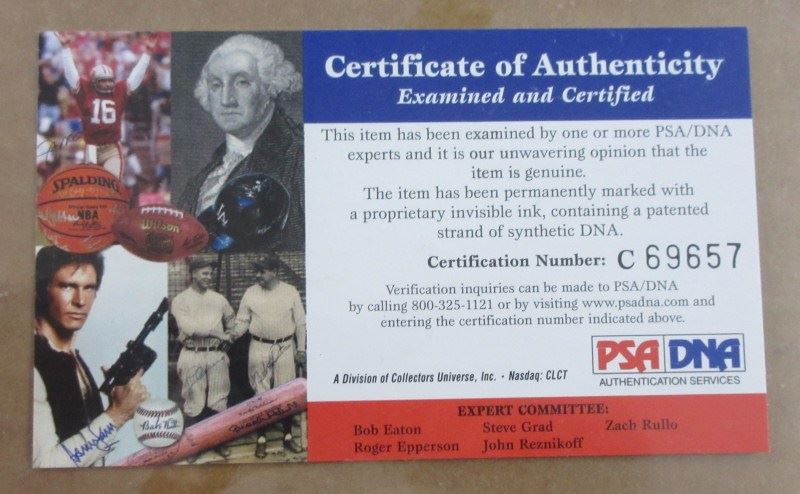 Certificate of Authenticity
Examined and Certified
This item has been examined by one or more PSA/DNA
experts and it is our unwavering opinion that the
item is genuine.
The item has been permanently marked with
a proprietary invisible ink, containing a patented
strand of synthetic DNA.
Certification Number: C 69657
Verification inquiries can be made to PSA/DNA
by calling 800-325-1121 or by visiting www.psadna.com and
entering the certification number indicated above.
PSA DNA
AUTHENTICATION SERVICES
A Division of Collectors Universe, Inc. • Nasdaq: CLCT
EXPERT COMMITTEE:
Bob Eaton Steve Grad Zach Rullo
Roger Epperson John Reznikoff
16
SPALDING
NBA
Wilson
Babe Ruth